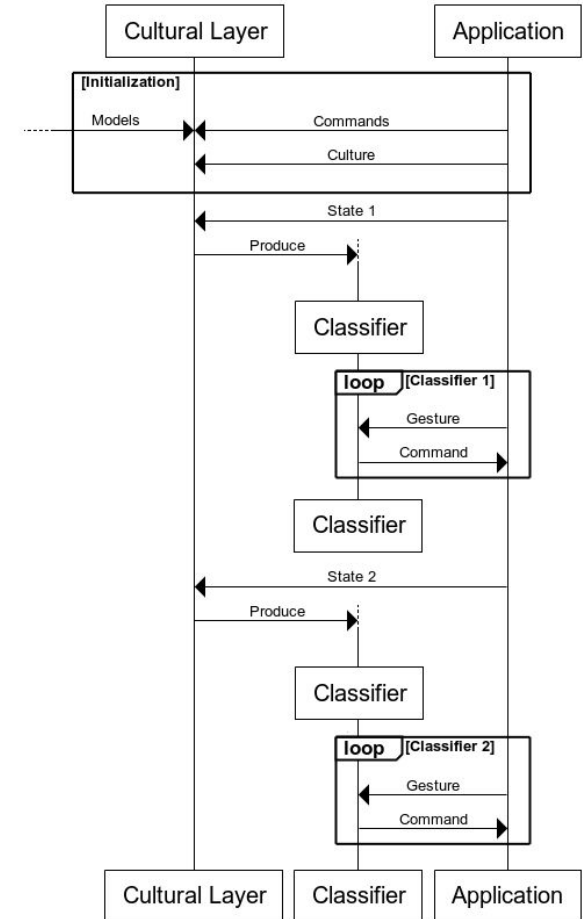 Cultural Layer
Application
[Initialization]
Models
Commands
Culture
State 1
Produce
Classifier
loop
[Classifier 1]
Gesture
Command
Classifier
State 2
Produce
Classifier
loop
[Classifier 2]
Gesture
Command
Cultural Layer
Classifier
Application